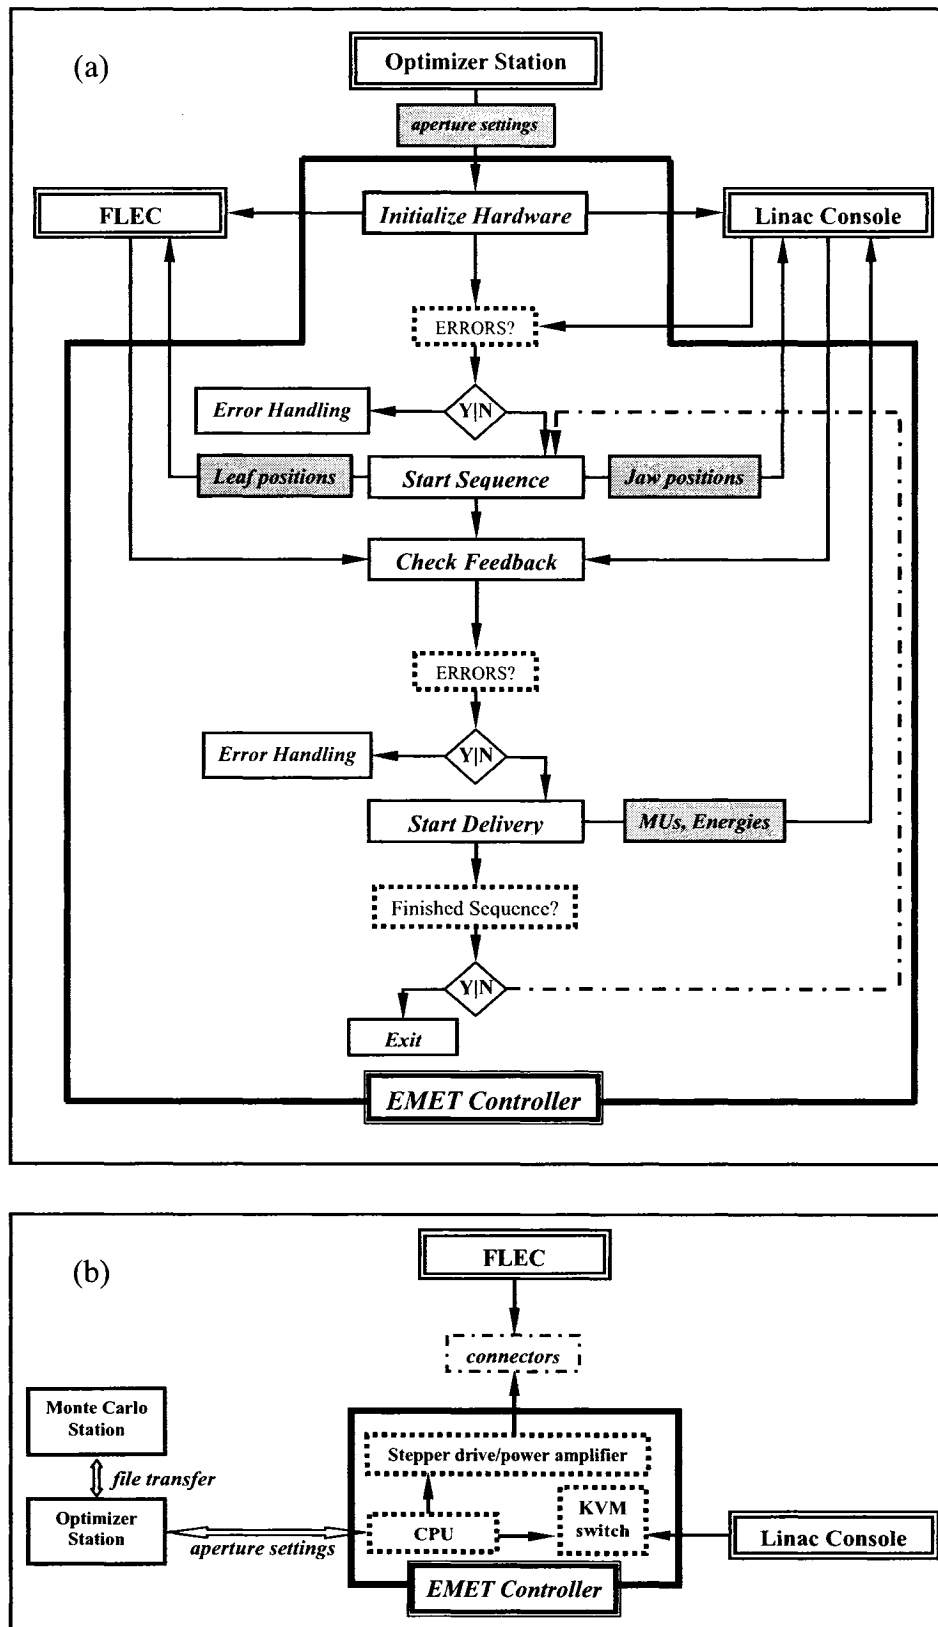 (a)
Optimizer Station
aperture settings
FLEC
Initialize Hardware
Linac Console
ERRORS?
Error Handling
Y|N
Leaf positions
Start Sequence
Jaw positions
Check Feedback
ERRORS?
Error Handling
Y|N
Start Delivery
MUs, Energies
Finished Sequence?
Y|N
Exit
EMET Controller
(b)
FLEC
connectors
Monte Carlo
Station
Stepper drive/power amplifier
file transfer
Optimizer
Station
aperture settings
CPU
KVM
switch
Linac Console
EMET Controller